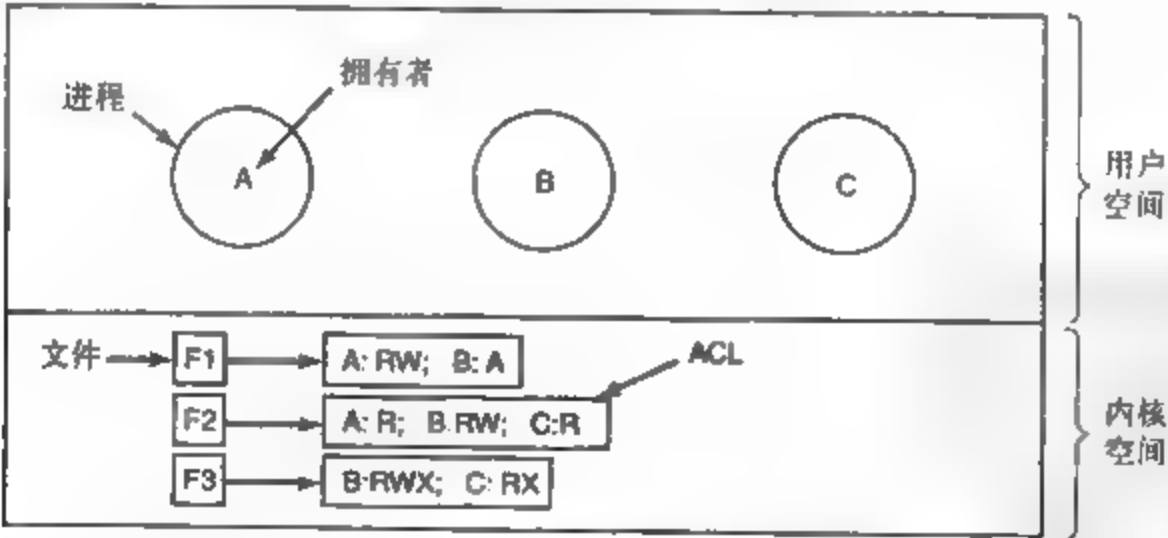 拥有者
进程
A
B
C
用户
空间
文件
F1
A: RW; B: A
ACL
F2
A: R; B:RW; C:R
F3
B:RWX; C: RX
内核
空间